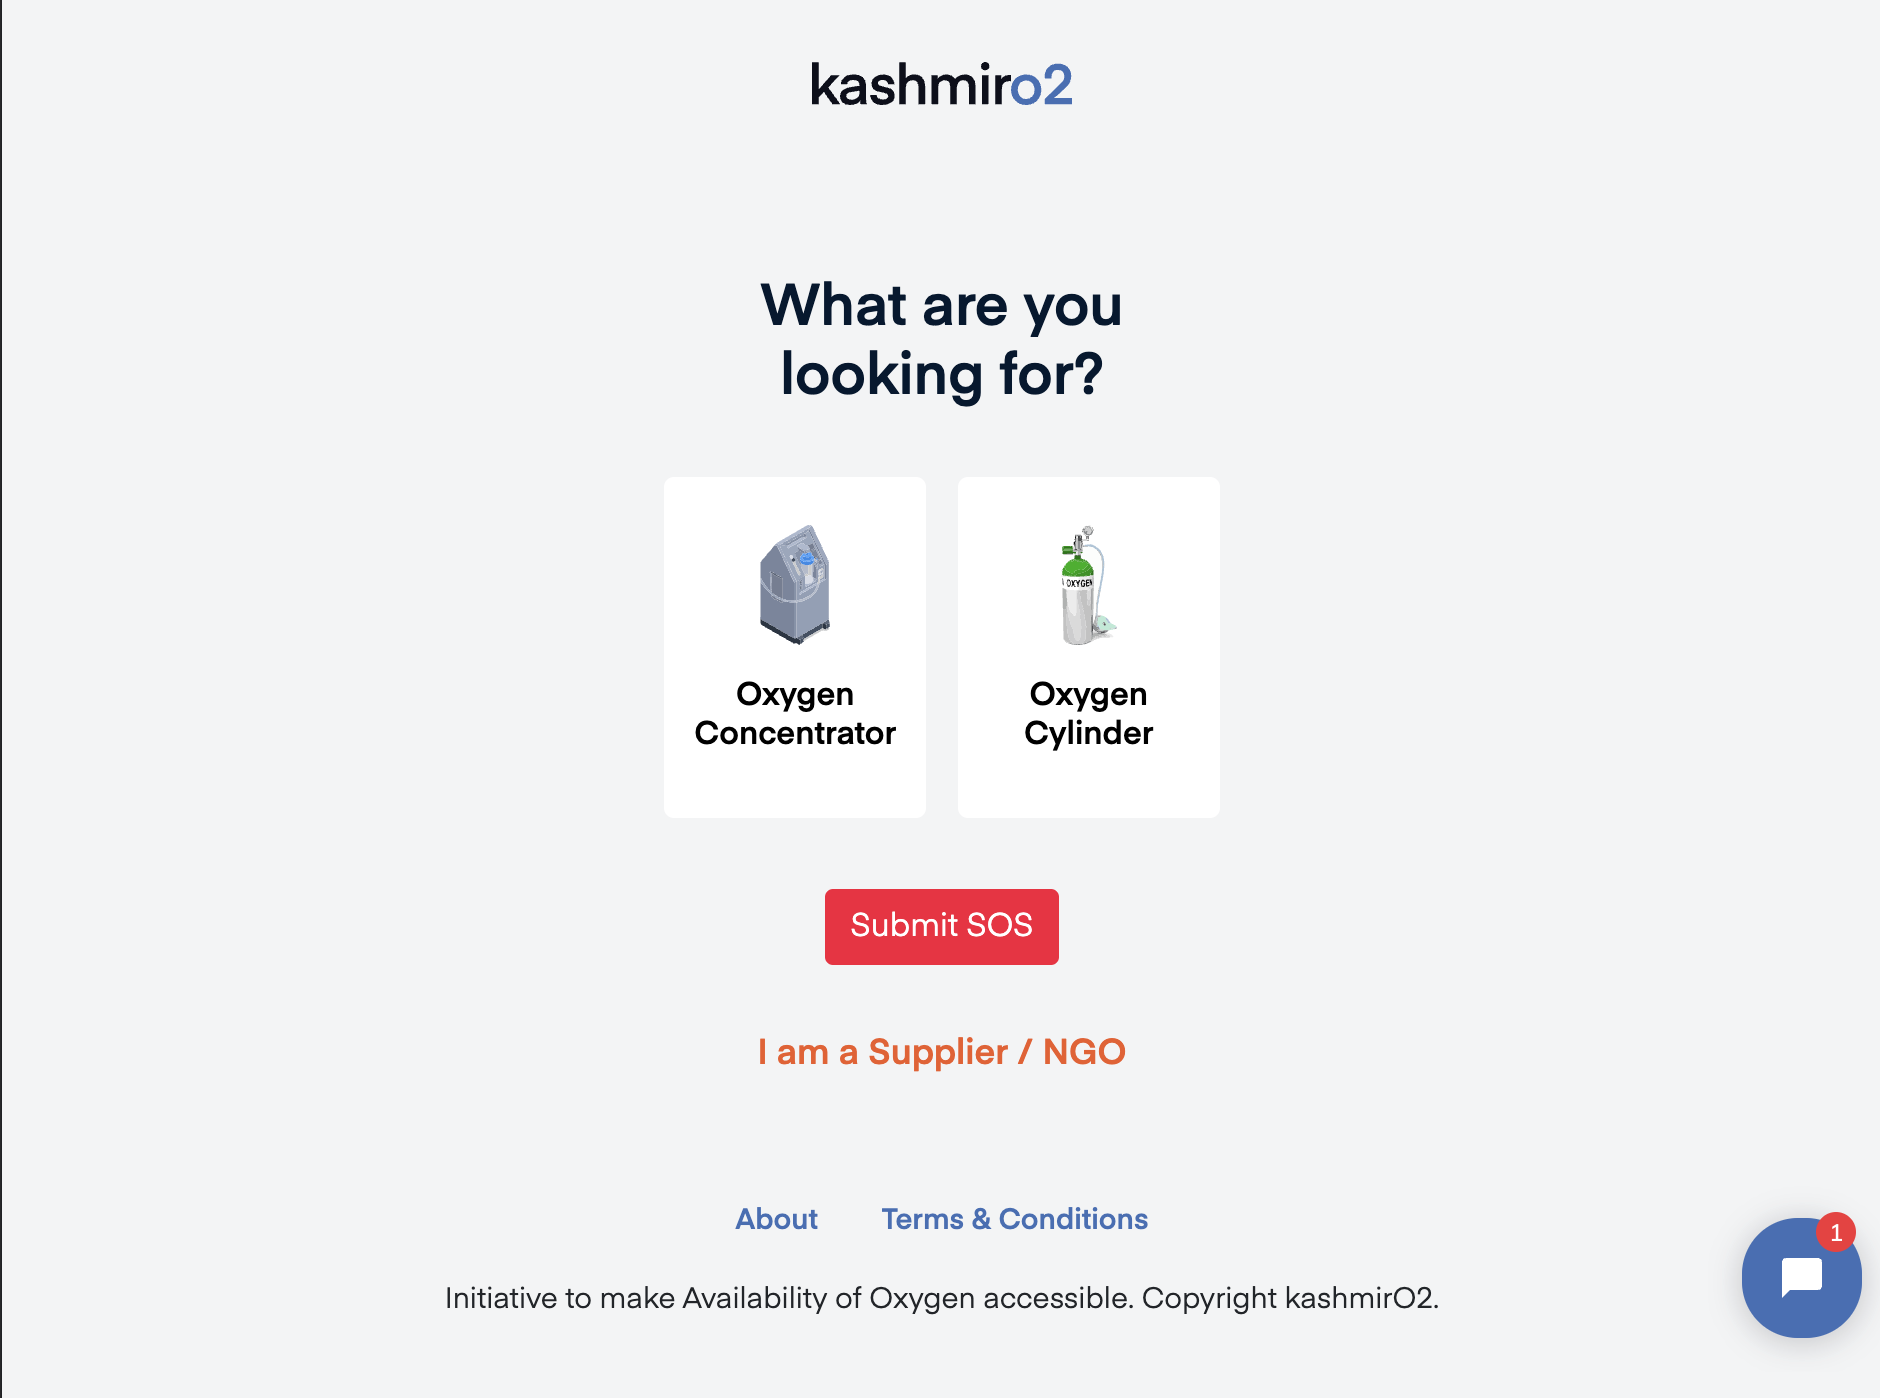 kashmiro2
What are you
looking for?
OXYGEN
Oxygen
Concentrator
Oxygen
Cylinder
Submit SOS
I am a Supplier / NGO
About
Terms & Conditions
1
Initiative to make Availability of Oxygen accessible. Copyright kashmirO2.